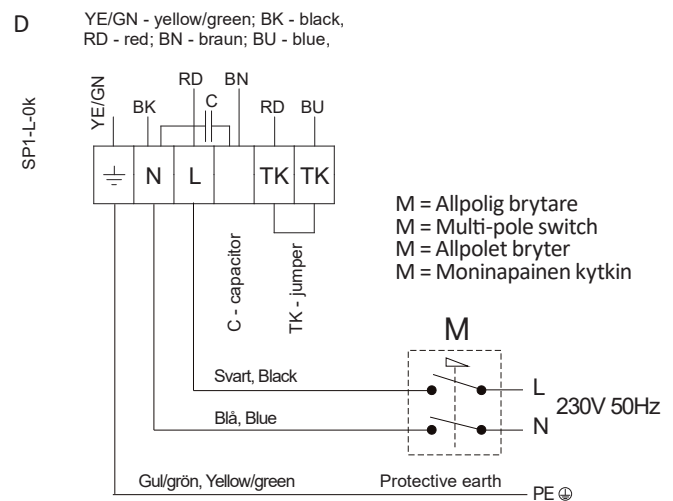 D
YE/GN - yellow/green; BK - black,
RD - red; BN - braun; BU - blue,
SP1-L-0k
YE/GN
BK
RD
C
BN
RD
BU
N
L
TK
TK
C - capacitor
TK - jumper
M = Allpolig brytare
M = Multi-pole switch
M = Allpolet bryter
M = Moninapainen kytkin
M
Svart, Black
L
230V 50Hz
Blå, Blue
N
Gul/grön, Yellow/green
Protective earth
PE